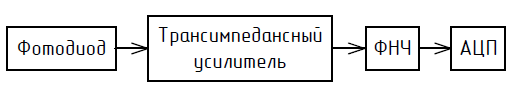 Фотодиод
Трансимпедансный
усилитель
ФНЧ
АЦП